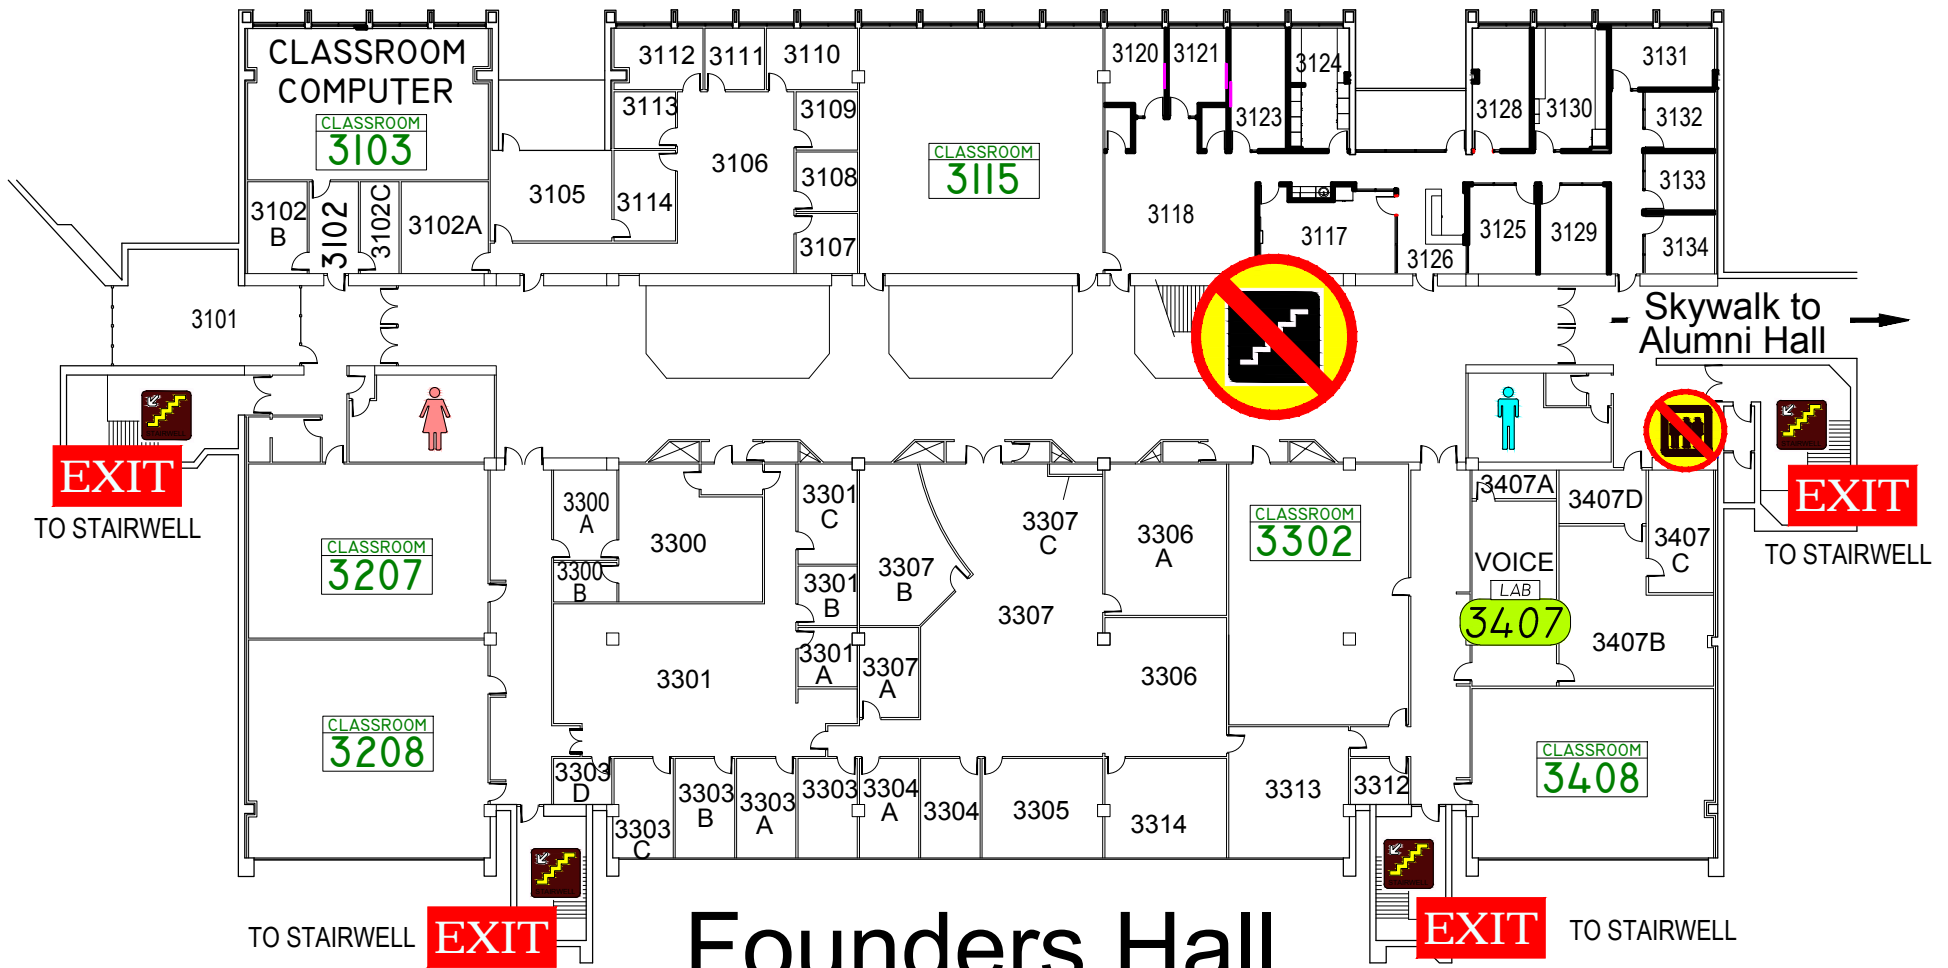 CLASSROOM
COMPUTER
CLASSROOM
3103
3112
3111
3110
3113
3109
3106
3105
3114
3108
3107
CLASSROOM
3115
3120
3121
3123
3124
3128
3130
3131
3132
3133
3134
3118
3117
3126
3125
3129
3102
B
3102
3102C
3102A
3101
Skywalk to
Alumni Hall
EXIT
TO STAIRWELL
EXIT
TO STAIRWELL
CLASSROOM
3207
CLASSROOM
3208
3300
A
3300
B
3300
3301
C
3301
B
3301
A
3301
3307
B
3307
A
3307
C
3307
3306
A
3306
CLASSROOM
3302
3407A
3407D
3407
C
VOICE
LAB
3407
3407B
CLASSROOM
3408
3303
D
3303
C
3303
B
3303
A
3303
3304
A
3304
3305
3314
3313
3312
TO STAIRWELL
EXIT
Founders Hall
EXIT
TO STAIRWELL